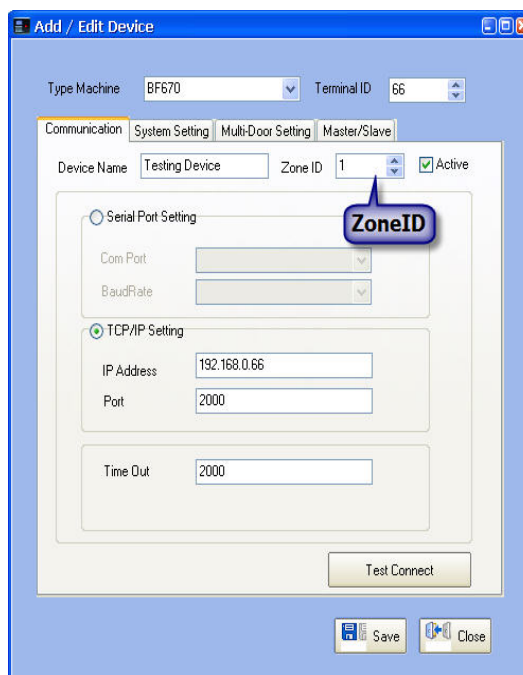 Add / Edit Device
Type Machine BF670 Terminal ID 66
Communication System Setting Multi-Door Setting Master/Slave
Device Name Testing Device Zone ID 1 Active
ZoneID
Serial Port Setting
Com Port
BaudRate
TCP/IP Setting
IP Address 192.168.0.66
Port 2000
Time Out 2000
Test Connect
Save Close